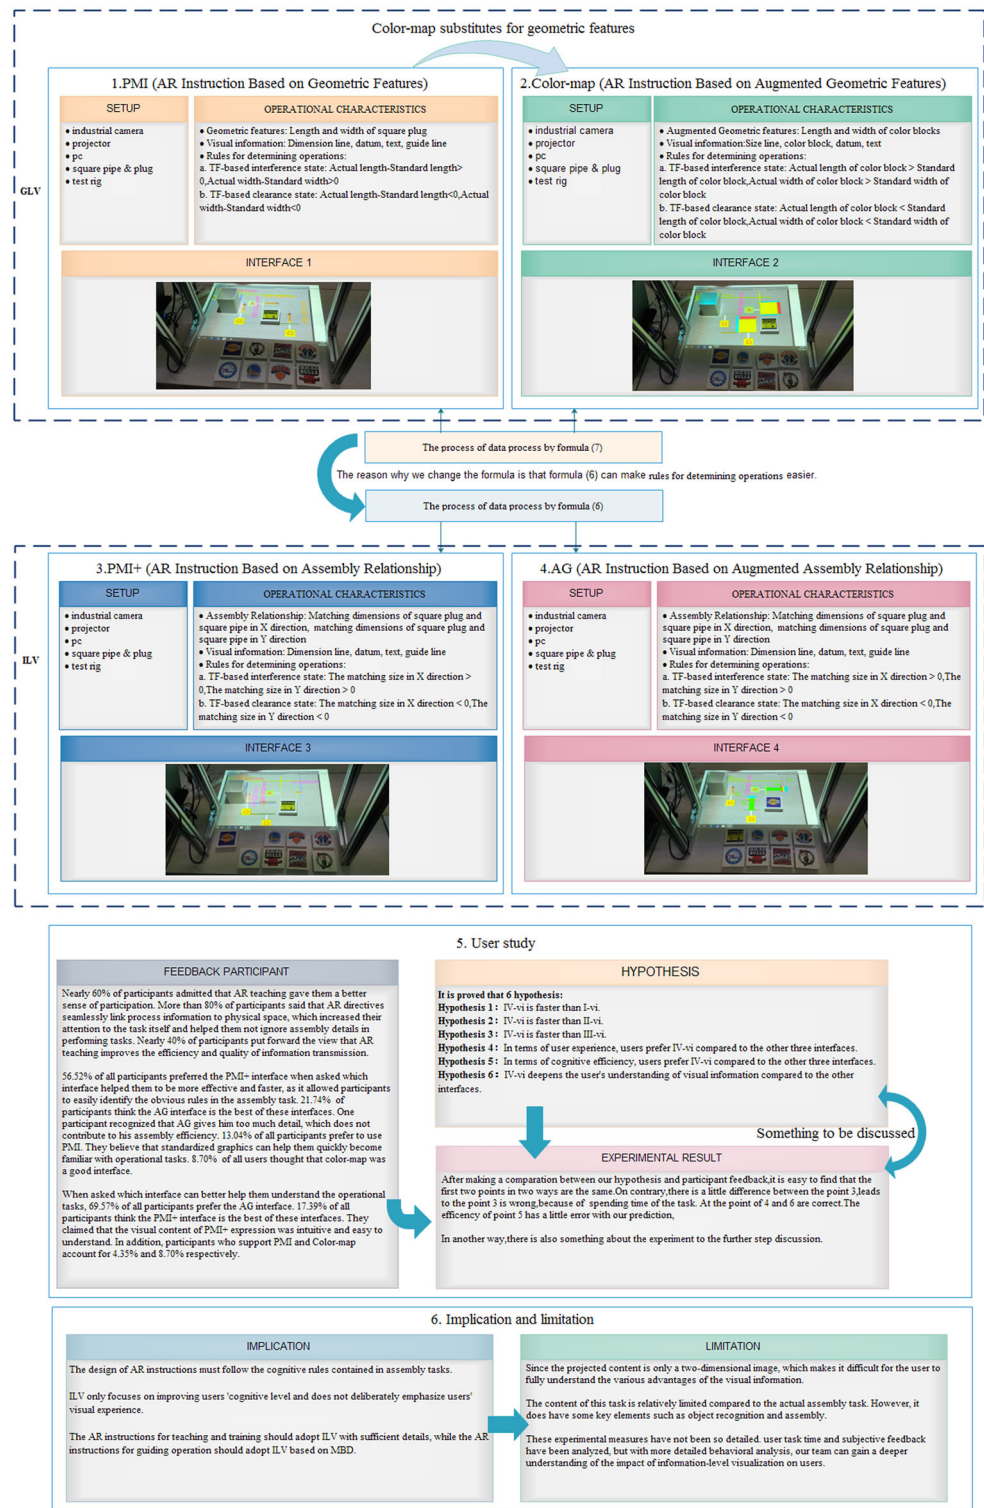 Color-map substitutes for geometric features
GLV
1.PMI (AR Instruction Based on Geometric Features)
SETUP
● industrial camera
● projector
● pc
● square pipe & plug
● test rig
OPERATIONAL CHARACTERISTICS
● Geometric features: Length and width of square plug
● Visual information: Dimension line, datum, text, guide line
● Rules for determining operations:
a. TF-based interference state: Actual length-Standard length>
0,Actual width-Standard width>0
b. TF-based clearance state: Actual length-Standard length<0,Actual
width-Standard width<0
INTERFACE 1
2.Color-map (AR Instruction Based on Augmented Geometric Features)
SETUP
● industrial camera
● projector
● pc
● square pipe & plug
● test rig
OPERATIONAL CHARACTERISTICS
● Augmented Geometric features: Length and width of color blocks
● Visual information:Size line, color block, datum, text
● Rules for determining operations:
a. TF-based interference state: Actual length of color block > Standard
length of color block,Actual width of color block > Standard width of
color block
b. TF-based clearance state: Actual length of color block < Standard
length of color block,Actual width of color block < Standard width of
color block
INTERFACE 2
The process of data process by formula (7)
The reason why we change the formula is that formula (6) can make rules for determining operations easier.
The process of data process by formula (6)
ILV
3.PMI+ (AR Instruction Based on Assembly Relationship)
SETUP
● industrial camera
● projector
● pc
● square pipe & plug
● test rig
OPERATIONAL CHARACTERISTICS
● Assembly Relationship: Matching dimensions of square plug and
square pipe in X direction, matching dimensions of square plug and
square pipe in Y direction
● Visual information: Dimension line, datum, text, guide line
● Rules for determining operations:
a. TF-based interference state: The matching size in X direction >
0,The matching size in Y direction > 0
b. TF-based clearance state: The matching size in X direction < 0,The
matching size in Y direction < 0
INTERFACE 3
4.AG (AR Instruction Based on Augmented Assembly Relationship)
SETUP
● industrial camera
● projector
● pc
● square pipe & plug
● test rig
OPERATIONAL CHARACTERISTICS
● Assembly Relationship: Matching dimensions of square plug and
square pipe in X direction, matching dimensions of square plug and
square pipe in Y direction
● Visual information: Dimension line, datum, text, guide line
● Rules for determining operations:
a. TF-based interference state: The matching size in X direction > 0,The
matching size in Y direction > 0
b. TF-based clearance state: The matching size in X direction < 0,The
matching size in Y direction < 0
INTERFACE 4
5. User study
FEEDBACK PARTICIPANT
Nearly 60% of participants admitted that AR teaching gave them a better
sense of participation. More than 80% of participants said that AR directives
seamlessly link process information to physical space, which increased their
attention to the task itself and helped them not ignore assembly details in
performing tasks. Nearly 40% of participants put forward the view that AR
teaching improves the efficiency and quality of information transmission.
56.52% of all participants preferred the PMI+ interface when asked which
interface helped them to be more effective and faster, as it allowed participants
to easily identify the obvious rules in the assembly task. 21.74% of
participants think the AG interface is the best of these interfaces. One
participant recognized that AG gives him too much detail, which does not
contribute to his assembly efficiency. 13.04% of all participants prefer to use
PMI. They believe that standardized graphics can help them quickly become
familiar with operational tasks. 8.70% of all users thought that color-map was
a good interface.
When asked which interface can better help them understand the operational
tasks, 69.57% of all participants prefer the AG interface. 17.39% of all
participants think the PMI+ interface is the best of these interfaces. They
claimed that the visual content of PMI+ expression was intuitive and easy to
understand. In addition, participants who support PMI and Color-map
account for 4.35% and 8.70% respectively.
HYPOTHESIS
It is proved that 6 hypothesis:
Hypothesis 1： IV-vi is faster than I-vi.
Hypothesis 2： IV-vi is faster than II-vi.
Hypothesis 3： IV-vi is faster than III-vi.
Hypothesis 4： In terms of user experience, users prefer IV-vi compared to the other three interfaces.
Hypothesis 5： In terms of cognitive efficiency, users prefer IV-vi compared to the other three interfaces.
Hypothesis 6： IV-vi deepens the user's understanding of visual information compared to the other
interfaces.
Something to be discussed
EXPERIMENTAL RESULT
After making a comparation between our hypothesis and participant feedback,it is easy to find that the
first two points in two ways are the same.On contrary,there is a little difference between the point 3,leads
to the point 3 is wrong,because of spending time of the task. At the point of 4 and 6 are correct.The
efficency of point 5 has a little error with our prediction,
In another way,there is also something about the experiment to the further step discussion.
6. Implication and limitation
IMPLICATION
The design of AR instructions must follow the cognitive rules contained in assembly tasks.
ILV only focuses on improving users 'cognitive level and does not deliberately emphasize users'
visual experience.
The AR instructions for teaching and training should adopt ILV with sufficient details, while the AR
instructions for guiding operation should adopt ILV based on MBD.
LIMITATION
Since the projected content is only a two-dimensional image, which makes it difficult for the user to
fully understand the various advantages of the visual information.
The content of this task is relatively limited compared to the actual assembly task. However, it
does have some key elements such as object recognition and assembly.
These experimental measures have not been so detailed. user task time and subjective feedback
have been analyzed, but with more detailed behavioral analysis, our team can gain a deeper
understanding of the impact of information-level visualization on users.